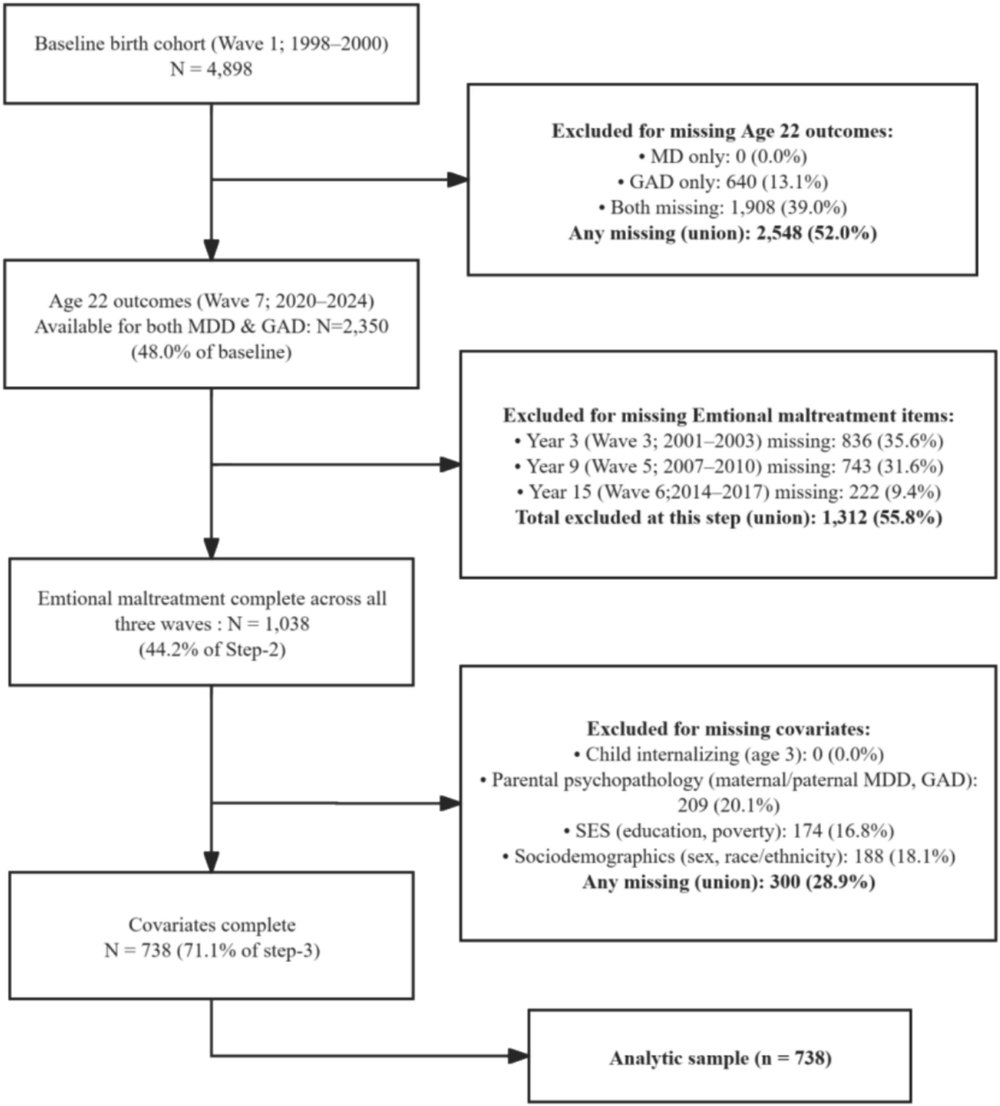 Baseline birth cohort (Wave 1; 1998–2000)
N = 4,898
Excluded for missing Age 22 outcomes:
• MD only: 0 (0.0%)
• GAD only: 640 (13.1%)
• Both missing: 1,908 (39.0%)
Any missing (union): 2,548 (52.0%)
Age 22 outcomes (Wave 7; 2020–2024)
Available for both MDD & GAD: N=2,350
(48.0% of baseline)
Excluded for missing Emtional maltreatment items:
• Year 3 (Wave 3; 2001–2003) missing: 836 (35.6%)
• Year 9 (Wave 5; 2007–2010) missing: 743 (31.6%)
• Year 15 (Wave 6;2014–2017) missing: 222 (9.4%)
Total excluded at this step (union): 1,312 (55.8%)
Emtional maltreatment complete across all
three waves : N = 1,038
(44.2% of Step-2)
Excluded for missing covariates:
• Child internalizing (age 3): 0 (0.0%)
• Parental psychopathology (maternal/paternal MDD, GAD):
209 (20.1%)
• SES (education, poverty): 174 (16.8%)
• Sociodemographics (sex, race/ethnicity): 188 (18.1%)
Any missing (union): 300 (28.9%)
Covariates complete
N = 738 (71.1% of step-3)
Analytic sample (n = 738)